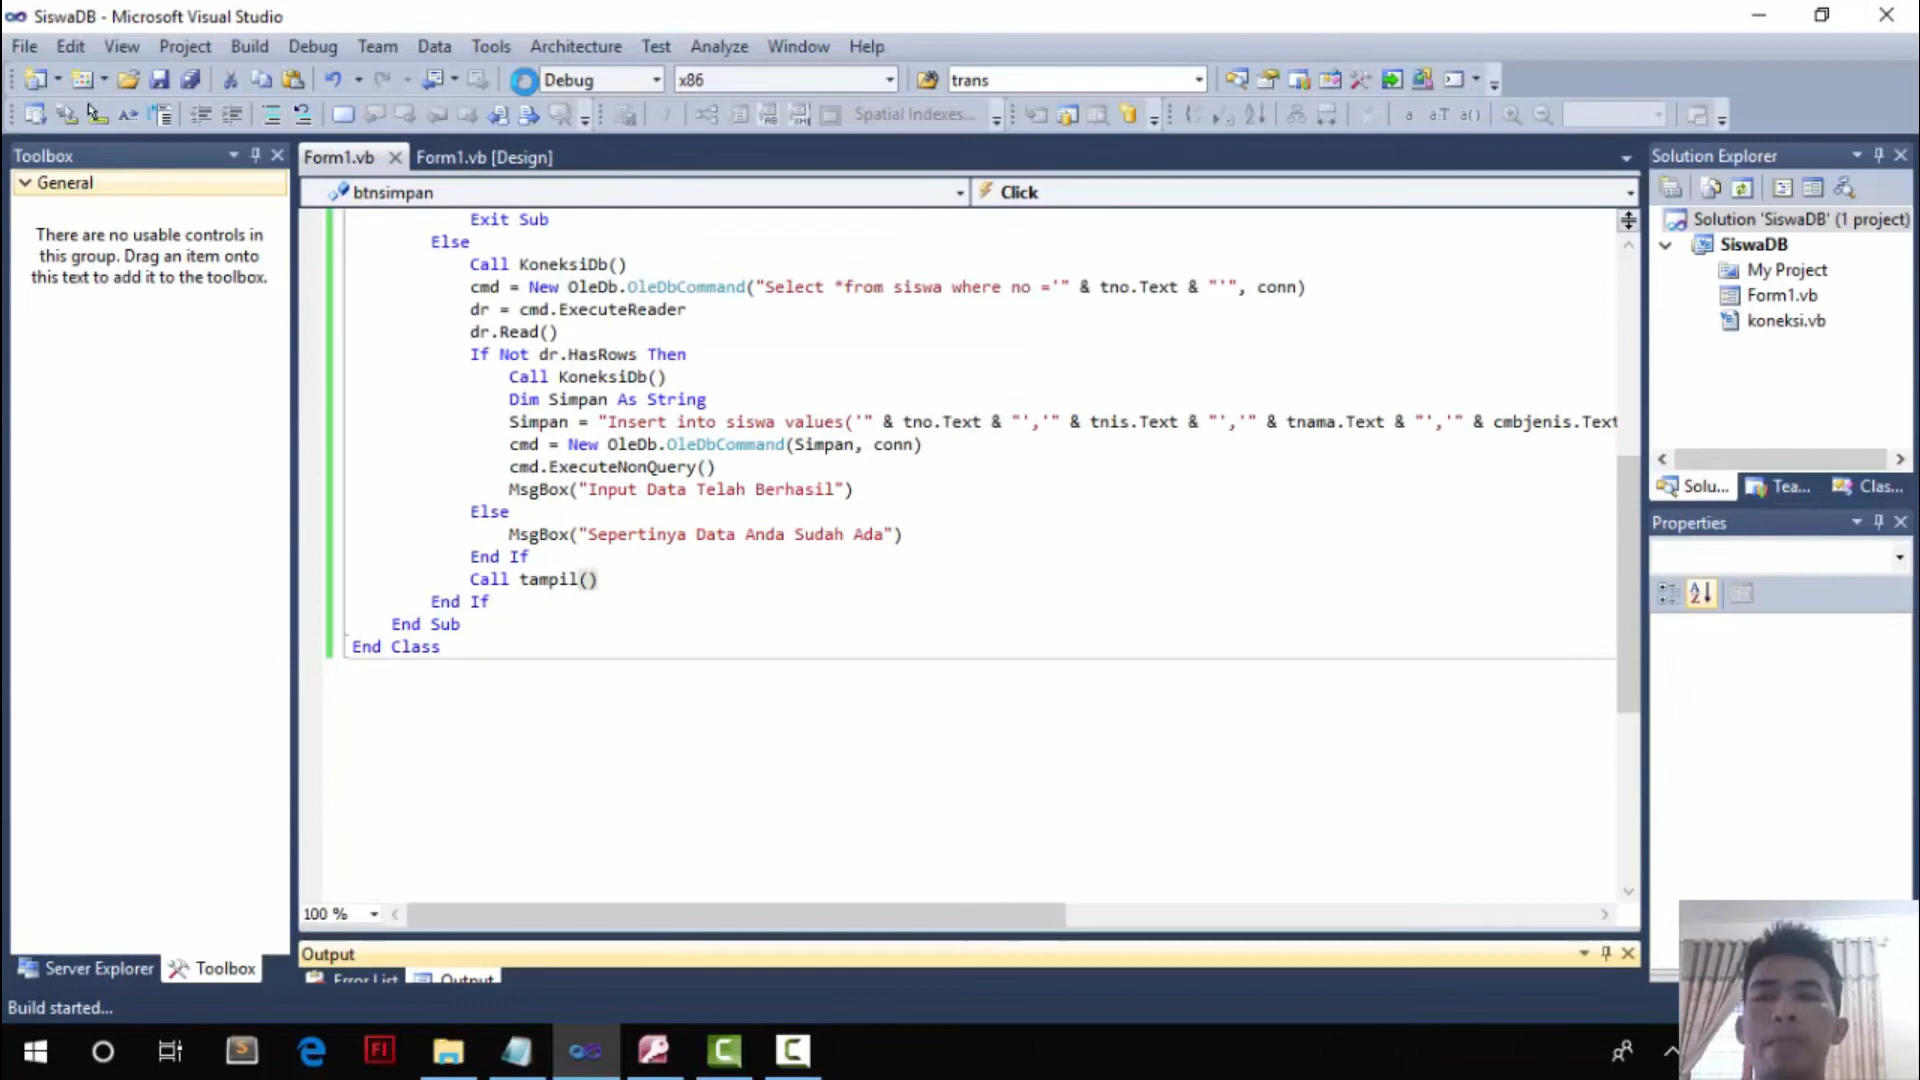 SiswaDB - Microsoft Visual Studio
File Edit View Project Build Debug Team Data Tools Architecture Test Analyze Window Help
Debug x86 trans
Spatial Indexes...
Toolbox
General
There are no usable controls in
this group. Drag an item onto
this text to add it to the toolbox.
Server Explorer Toolbox
Form1.vb Form1.vb [Design]
btnsimpan Click
Exit Sub
Else
Call KoneksiDb()
cmd = New OleDb.OleDbCommand("Select *from siswa where no ='" & tno.Text & "'", conn)
dr = cmd.ExecuteReader
dr.Read()
If Not dr.HasRows Then
Call KoneksiDb()
Dim Simpan As String
Simpan = "Insert into siswa values('" & tno.Text & "','" & tnis.Text & "','" & tnama.Text & "','" & cmbjenis.Text
cmd = New OleDb.OleDbCommand(Simpan, conn)
cmd.ExecuteNonQuery()
MsgBox("Input Data Telah Berhasil")
Else
MsgBox("Sepertinya Data Anda Sudah Ada")
End If
Call tampil()
End If
End Sub
End Class
100 %
Output
Error List Output
Solution Explorer
Solution 'SiswaDB' (1 project)
SiswaDB
My Project
Form1.vb
koneksi.vb
Solu... Tea... Clas...
Properties
Build started...